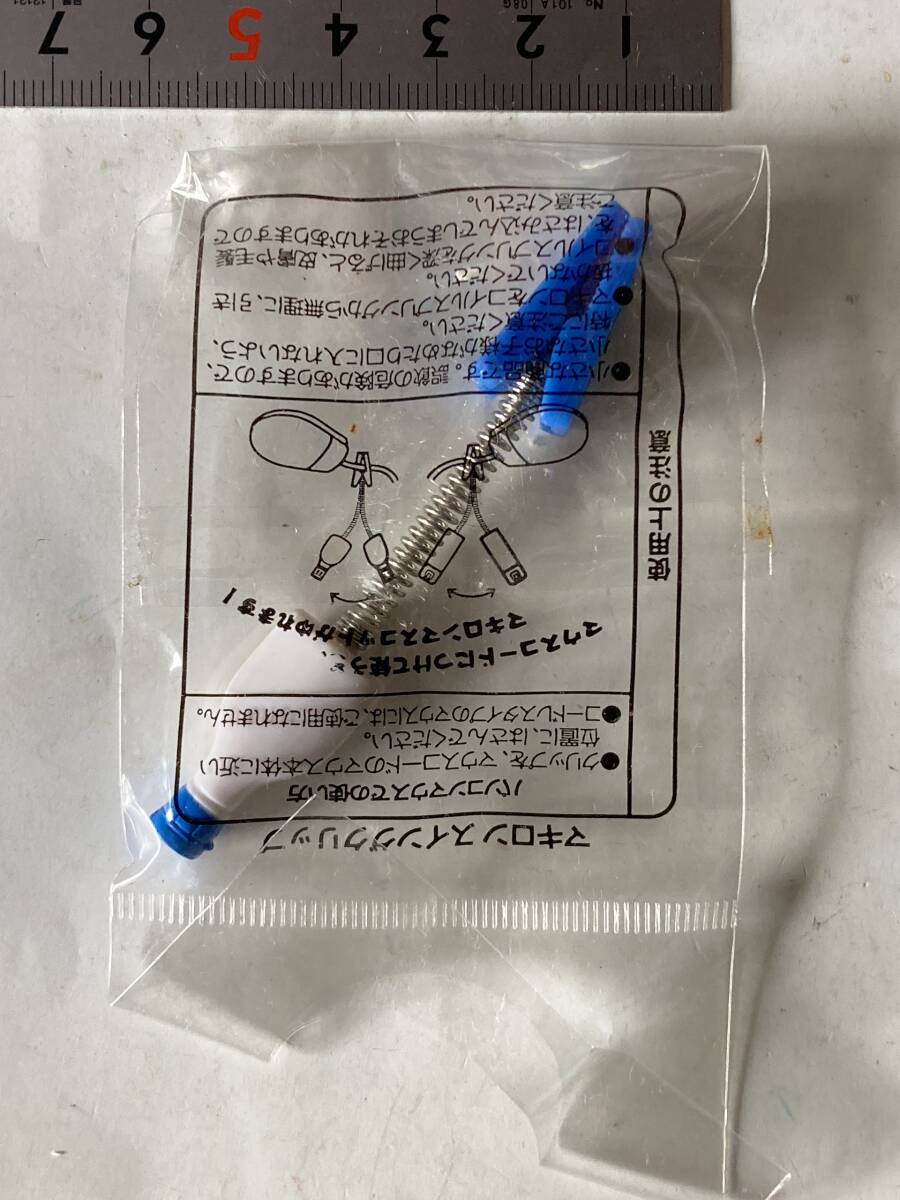 マキロン スイングクリップ
パソコンマウスでの使い方
●クリップを、マウスコードのマウス本体に近い
位置に、はさんでください。
●コードレスタイプのマウスには、ご使用になれません。
マウスコードにつけて使うと、
マキロンマスコットがゆれます!
使用上の注意
●小さな商品です。誤飲の危険がありますので、
小さなお子様がなめたり口に入れないよう、
特にご注意ください。
●マキロンをコイルスプリングから無理に、引き
抜かないでください。
●コイルスプリングを深く曲げると、皮膚や毛髪
を、はさみ込んでしまうおそれがありますので
ご注意ください。
7 6 5 4 3 2 1
No. 101A 08G